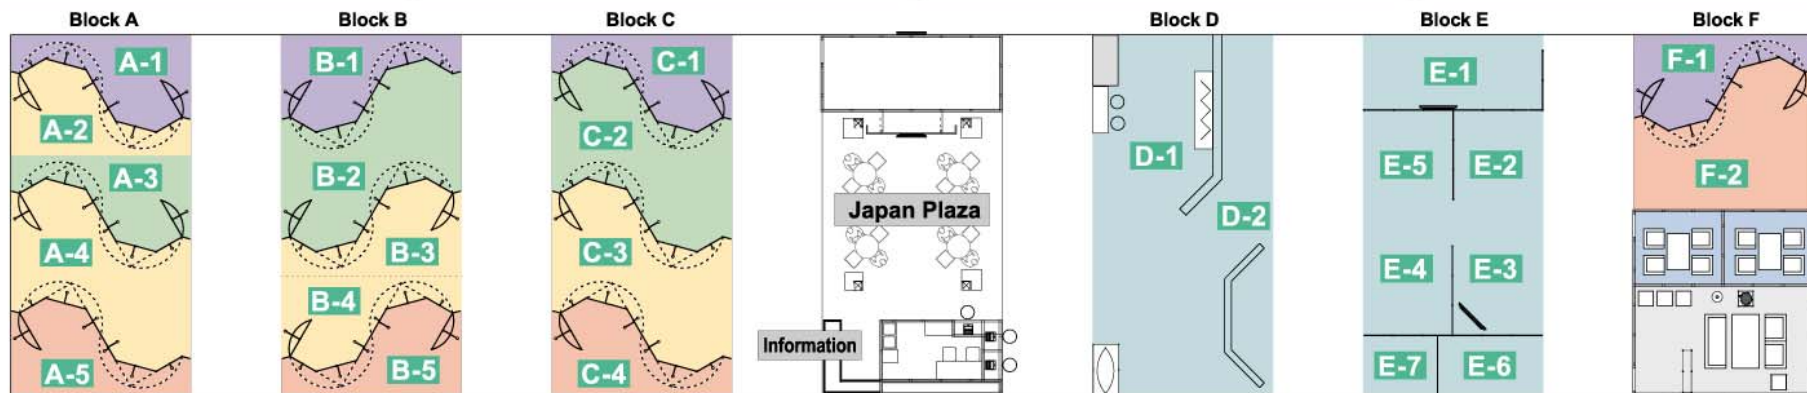 Block A
Block B
Block C
Block D
Block E
Block F
A-1
A-2
A-3
A-4
A-5
B-1
B-2
B-3
B-4
B-5
C-1
C-2
C-3
C-4
Japan Plaza
Information
D-1
D-2
E-1
E-5
E-2
E-4
E-3
E-7
E-6
F-1
F-2